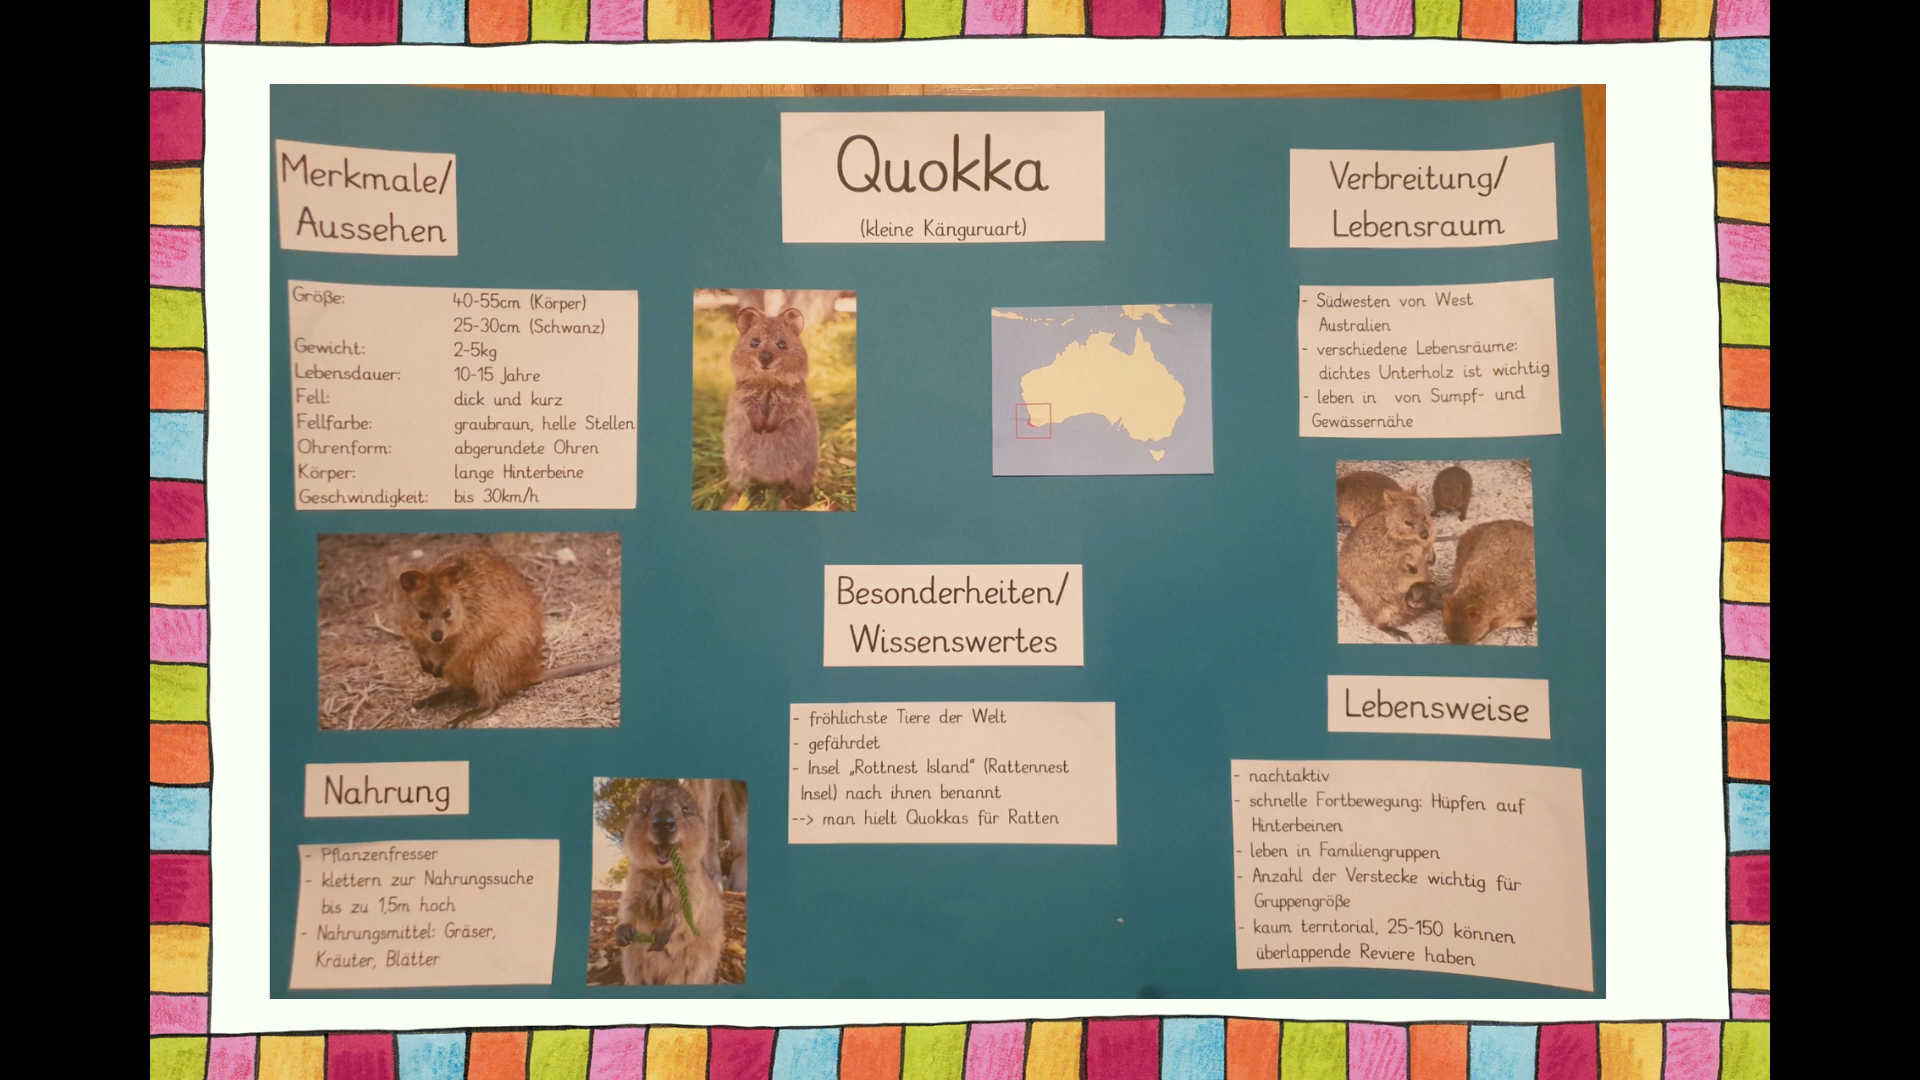 Quokka
(kleine Känguruart)
Merkmale/
Aussehen
Größe: 40-55cm (Körper)
25-30cm (Schwanz)
Gewicht: 2-5kg
Lebensdauer: 10-15 Jahre
Fell: dick und kurz
Fellfarbe: graubraun, helle Stellen
Ohrenform: abgerundete Ohren
Körper: lange Hinterbeine
Geschwindigkeit: bis 30km/h
Nahrung
- Pflanzenfresser
- klettern zur Nahrungssuche
bis zu 1,5m hoch
- Nahrungsmittel: Gräser,
Kräuter, Blätter
Besonderheiten/
Wissenswertes
- fröhlichste Tiere der Welt
- gefährdet
- Insel „Rottnest Island“ (Rattennest
Insel) nach ihnen benannt
--> man hielt Quokkas für Ratten
Verbreitung/
Lebensraum
- Südwesten von West
Australien
- verschiedene Lebensräume:
dichtes Unterholz ist wichtig
- leben in von Sumpf- und
Gewässernähe
Lebensweise
- nachtaktiv
- schnelle Fortbewegung: Hüpfen auf
Hinterbeinen
- leben in Familiengruppen
- Anzahl der Verstecke wichtig für
Gruppengröße
- kaum territorial, 25-150 können
überlappende Reviere haben